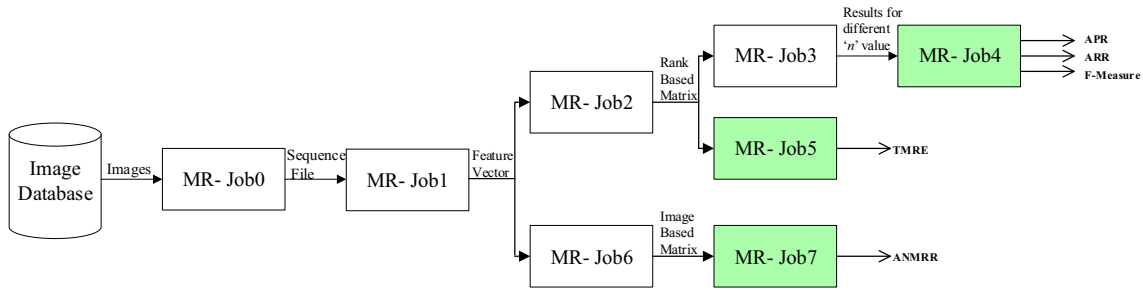 Image
Database
Images
MR- Job0
Sequence
File
MR- Job1
Feature
Vector
MR- Job2
Rank
Based
Matrix
MR- Job3
Results for
different
‘n’ value
MR- Job4
APR
ARR
F-Measure
MR- Job5
TMRE
MR- Job6
Image
Based
Matrix
MR- Job7
ANMRR